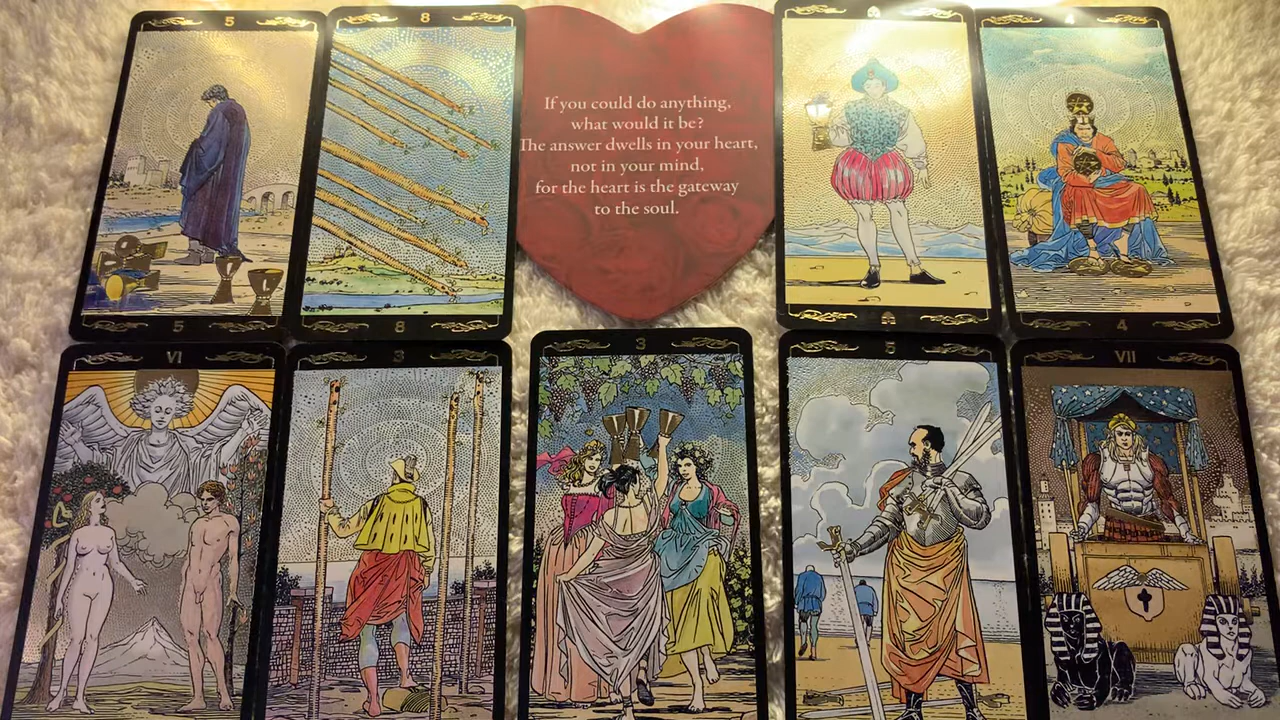 5
8
4
If you could do anything,
what would it be?
The answer dwells in your heart,
not in your mind,
for the heart is the gateway
to the soul.
5
8
4
VI
3
3
5
VII